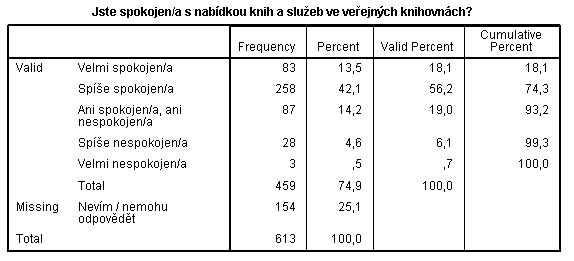 Jste spokojen/a s nabídkou knih a služeb ve veřejných knihovnách?
Frequency Percent Valid Percent Cumulative Percent
Valid Velmi spokojen/a 83 13,5 18,1 18,1
Spíše spokojen/a 258 42,1 56,2 74,3
Ani spokojen/a, ani nespokojen/a 87 14,2 19,0 93,2
Spíše nespokojen/a 28 4,6 6,1 99,3
Velmi nespokojen/a 3 ,5 ,7 100,0
Total 459 74,9 100,0
Missing Nevím / nemohu odpovědět 154 25,1
Total 613 100,0